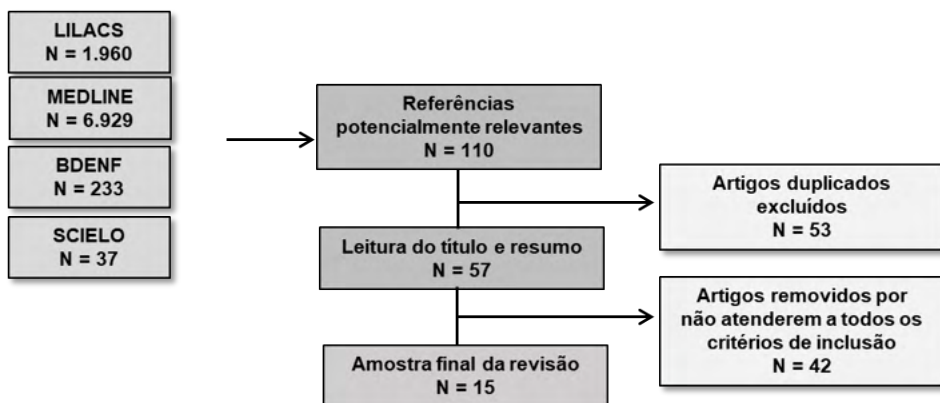 LILACS
N = 1.960
MEDLINE
N = 6.929
BDENF
N = 233
SCIELO
N = 37
Referências
potencialmente relevantes
N = 110
Artigos duplicados
excluídos
N = 53
Leitura do título e resumo
N = 57
Artigos removidos por
não atenderem a todos os
critérios de inclusão
N = 42
Amostra final da revisão
N = 15